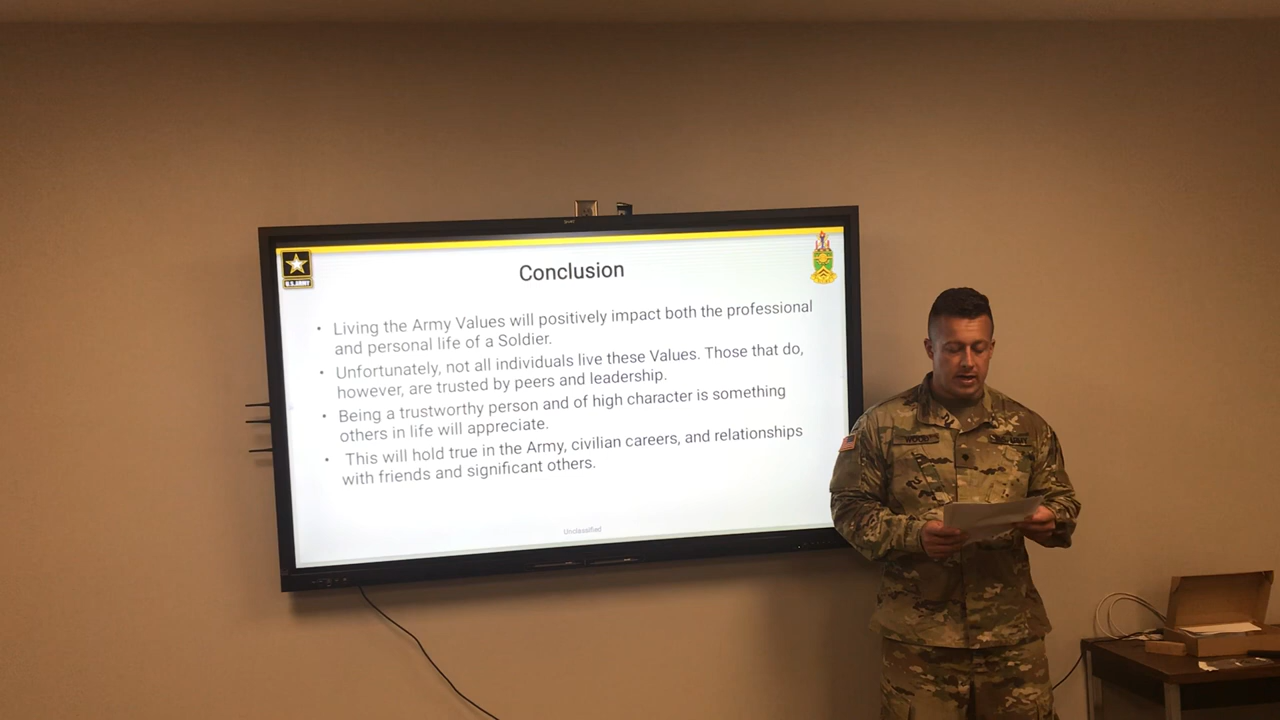 Conclusion
U.S. ARMY
• Living the Army Values will positively impact both the professional
and personal life of a Soldier.
• Unfortunately, not all individuals live these Values. Those that do,
however, are trusted by peers and leadership.
• Being a trustworthy person and of high character is something
others in life will appreciate.
• This will hold true in the Army, civilian careers, and relationships
with friends and significant others.
Unclassified
WOOD
U.S. ARMY